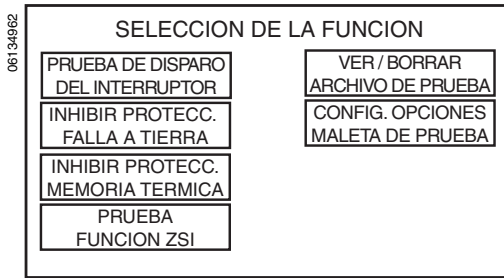 06134962
SELECCION DE LA FUNCION
PRUEBA DE DISPARO
DEL INTERRUPTOR
INHIBIR PROTECC.
FALLA A TIERRA
INHIBIR PROTECC.
MEMORIA TERMICA
PRUEBA
FUNCION ZSI
VER / BORRAR
ARCHIVO DE PRUEBA
CONFIG. OPCIONES
MALETA DE PRUEBA